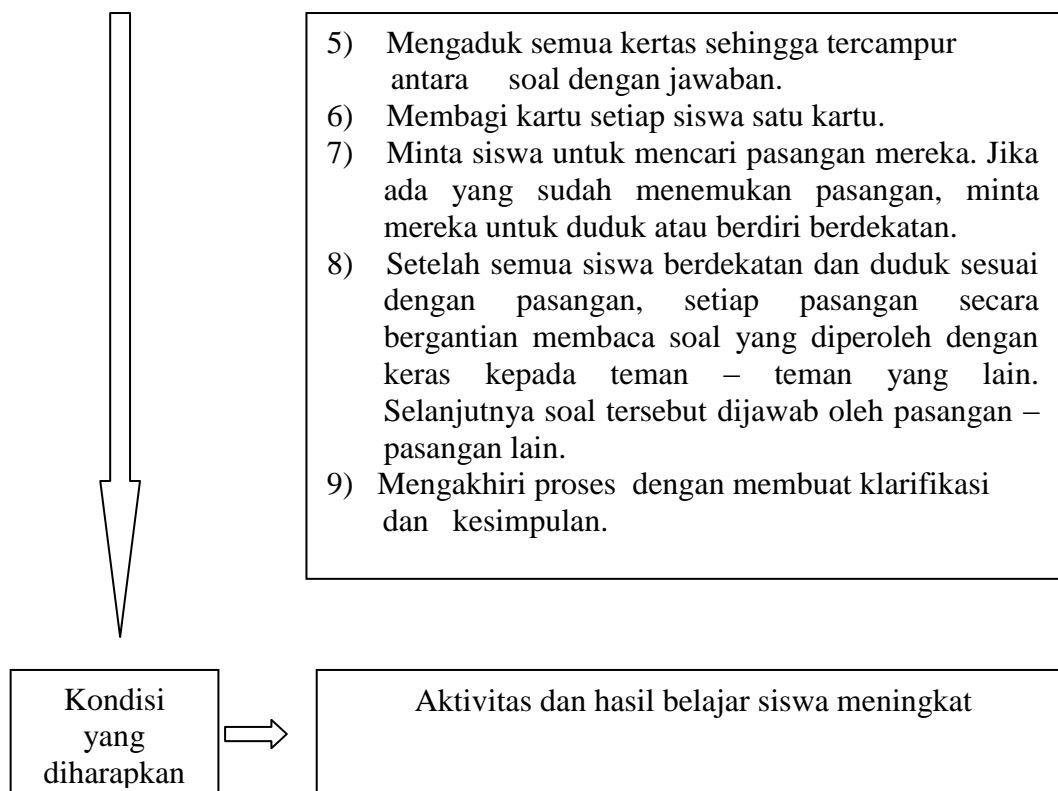 5) Mengaduk semua kertas sehingga tercampur
antara soal dengan jawaban.
6) Membagi kartu setiap siswa satu kartu.
7) Minta siswa untuk mencari pasangan mereka. Jika
ada yang sudah menemukan pasangan, minta
mereka untuk duduk atau berdiri berdekatan.
8) Setelah semua siswa berdekatan dan duduk sesuai
dengan pasangan, setiap pasangan secara
bergantian membaca soal yang diperoleh dengan
keras kepada teman – teman yang lain.
Selanjutnya soal tersebut dijawab oleh pasangan –
pasangan lain.
9) Mengakhiri proses dengan membuat klarifikasi
dan kesimpulan.
Kondisi
yang
diharapkan
Aktivitas dan hasil belajar siswa meningkat